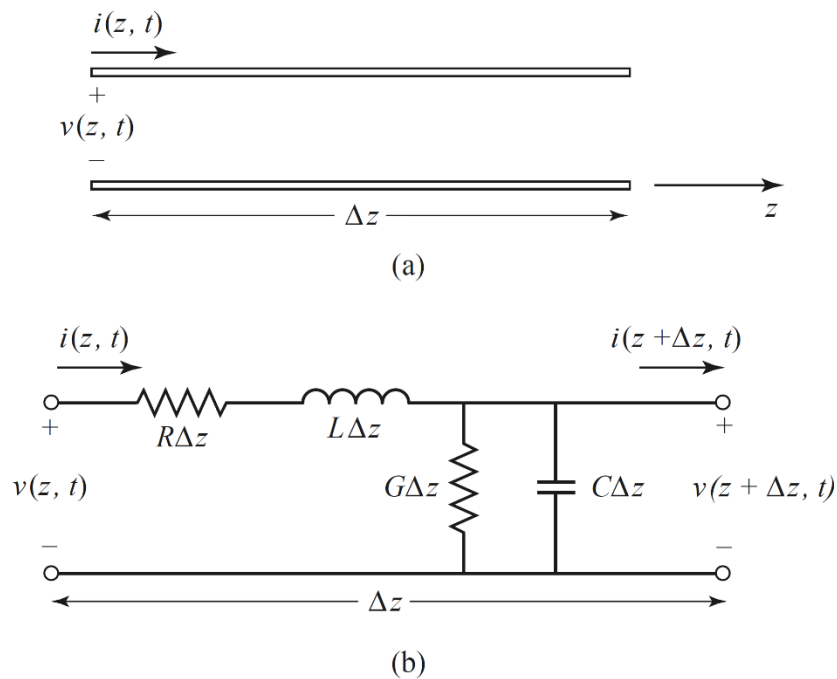 i(z, t)
+
v(z, t)
−
Δz
z
(a)
i(z, t)
i(z +Δz, t)
+
RΔz
LΔz
+
v(z, t)
GΔz
CΔz
v(z + Δz, t)
−
−
Δz
(b)